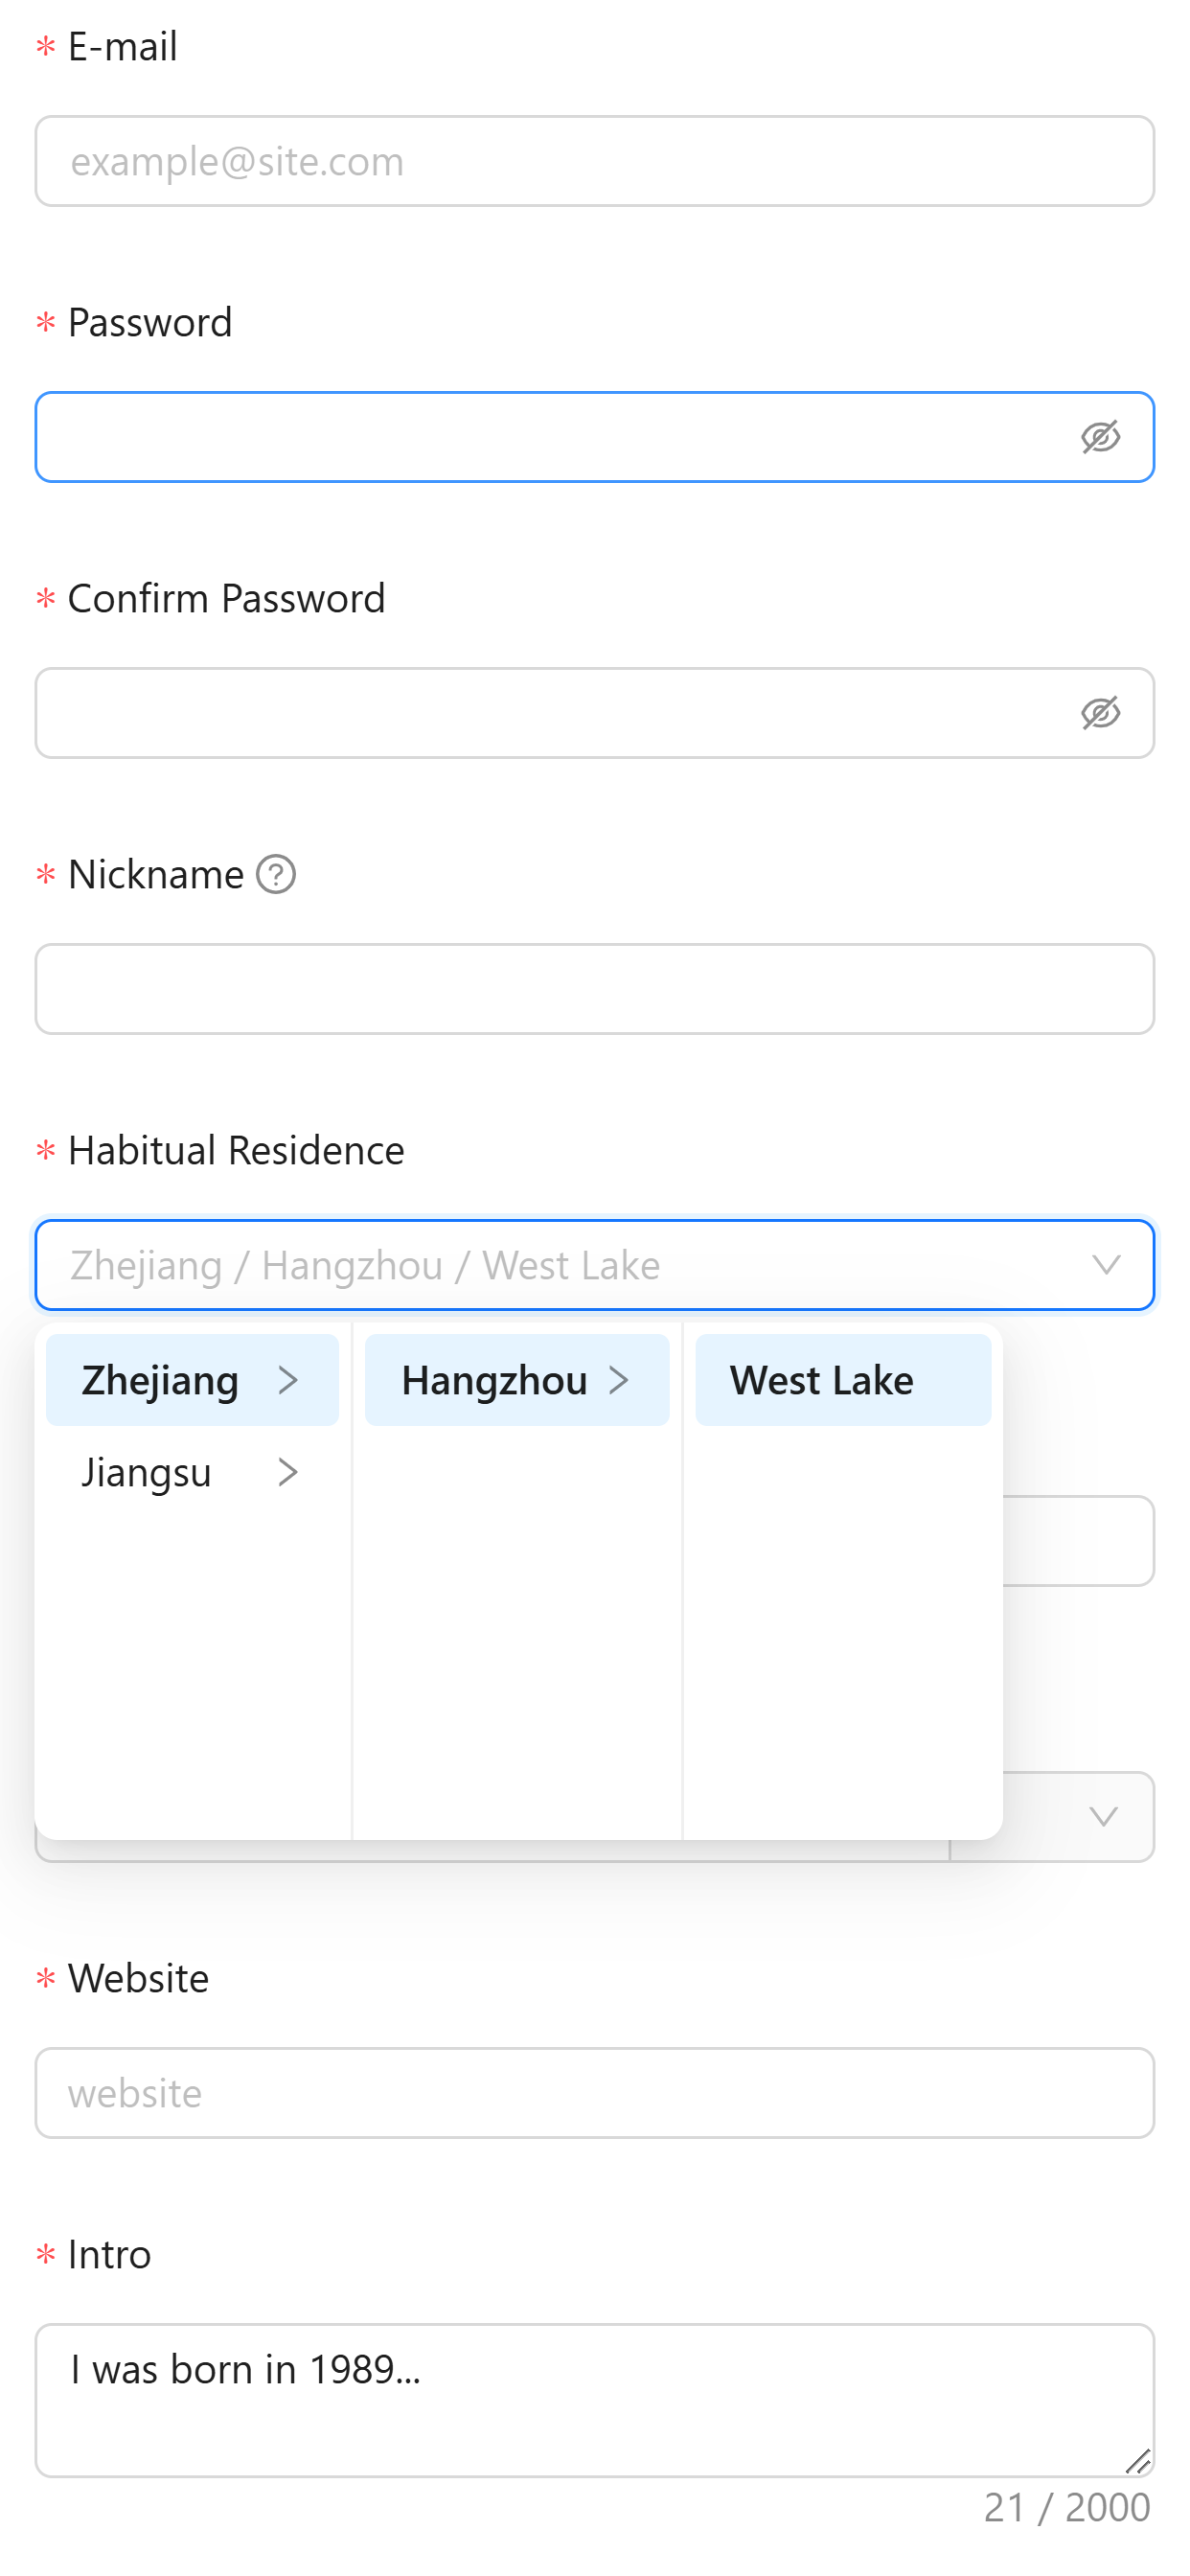 * E-mail
example@site.com
* Password
* Confirm Password
* Nickname
* Habitual Residence
Zhejiang / Hangzhou / West Lake
Zhejiang Hangzhou West Lake
Jiangsu
* Website
website
* Intro
I was born in 1989...
21 / 2000